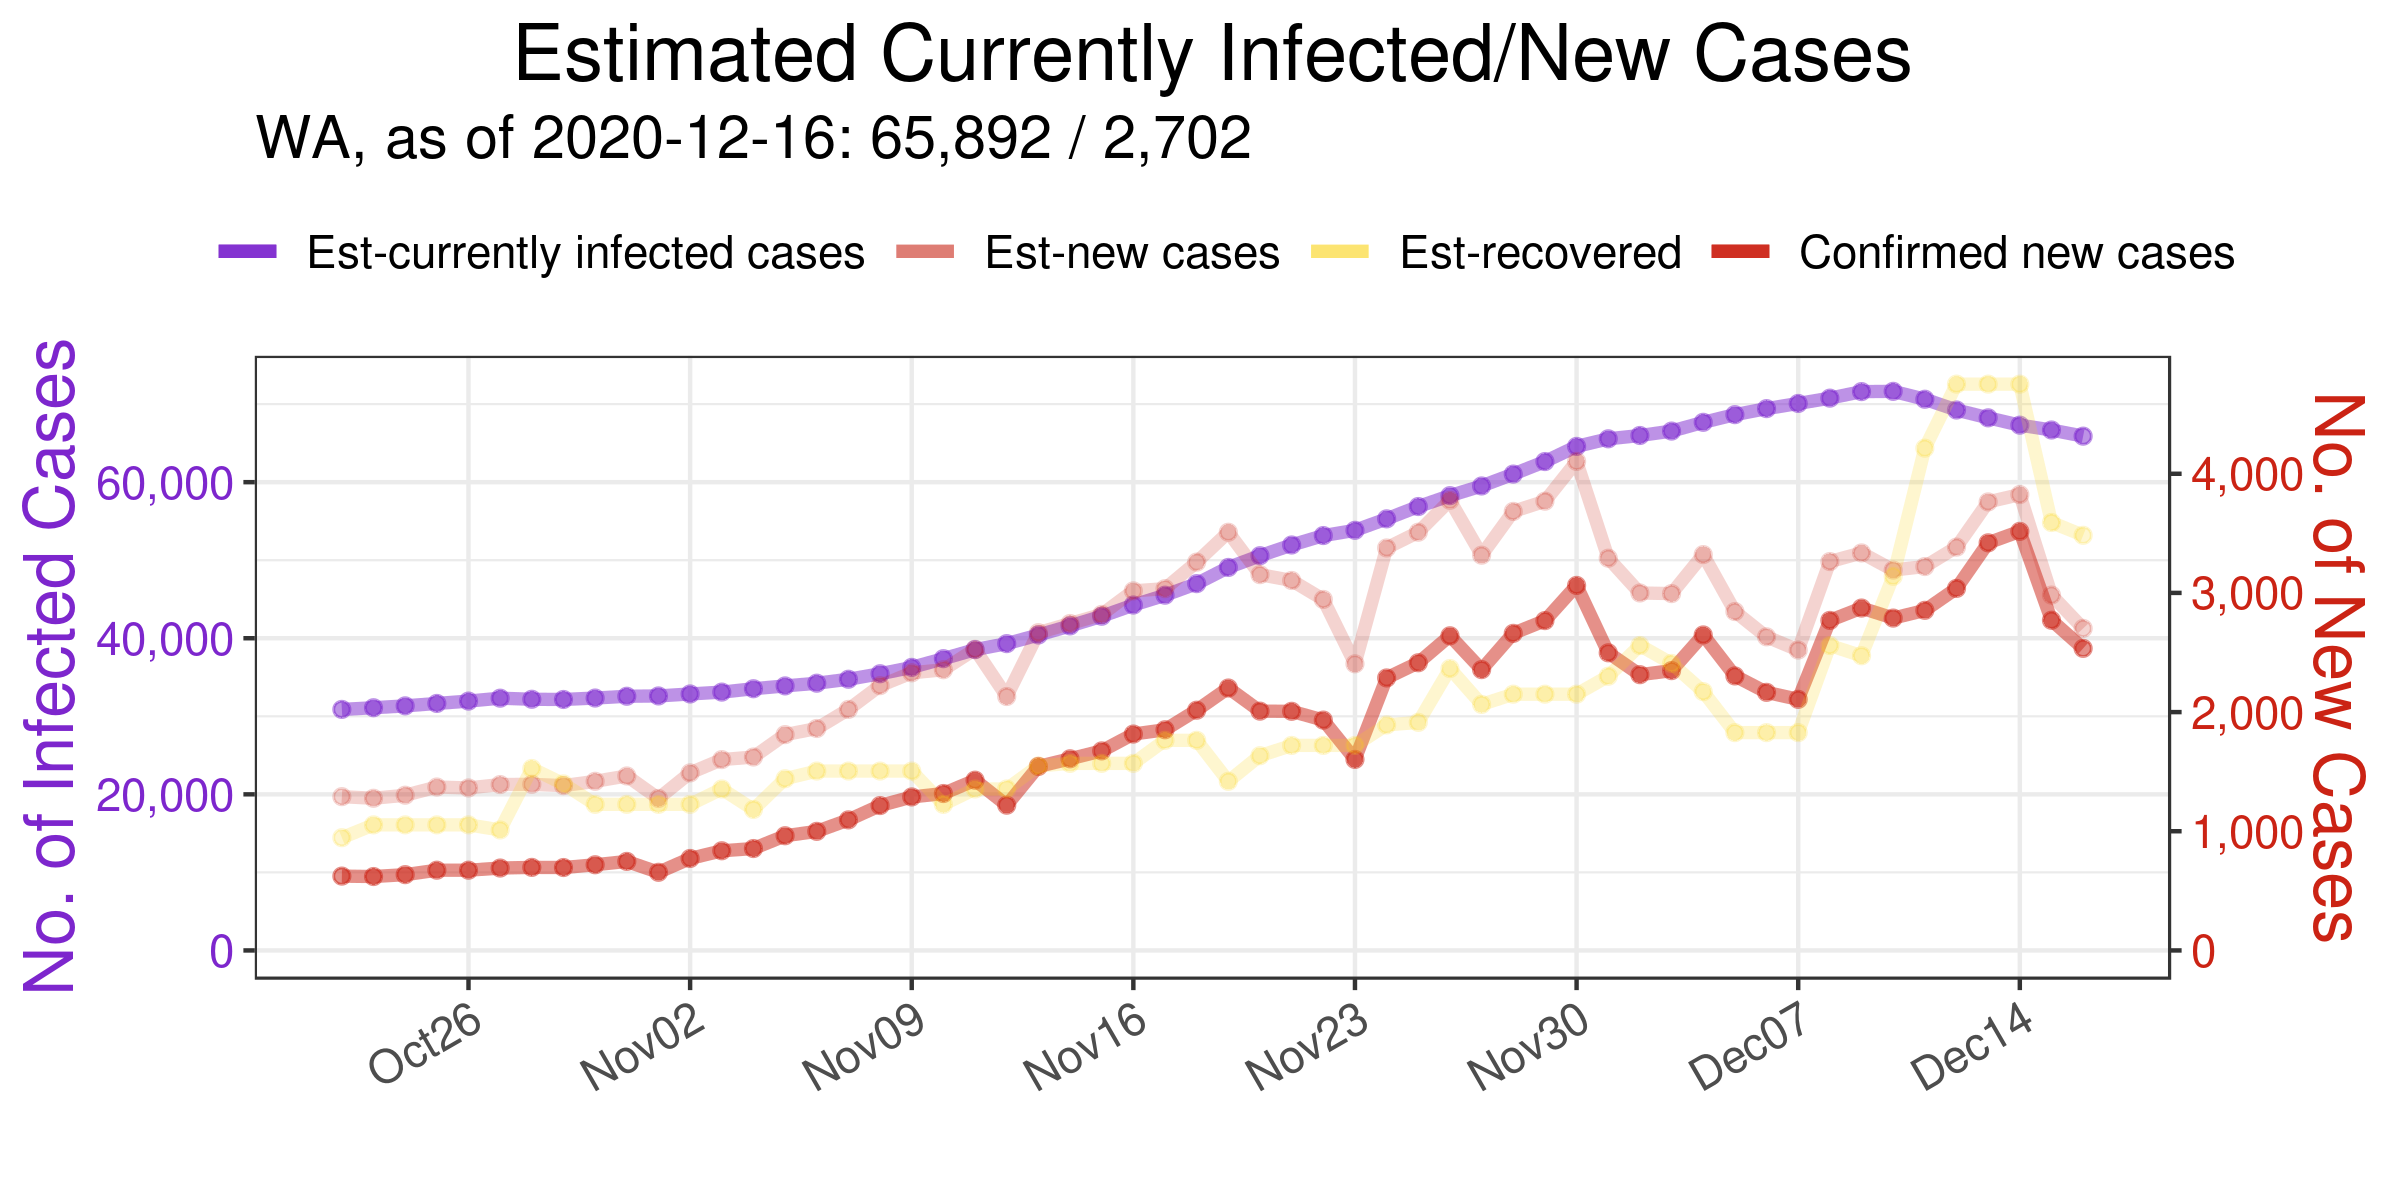 Estimated Currently Infected/New Cases
WA, as of 2020-12-16: 65,892 / 2,702
Est-currently infected cases Est-new cases Est-recovered Confirmed new cases
No. of Infected Cases
60,000
40,000
20,000
0
4,000
3,000
2,000
1,000
0
No. of New Cases
Oct26 Nov02 Nov09 Nov16 Nov23 Nov30 Dec07 Dec14